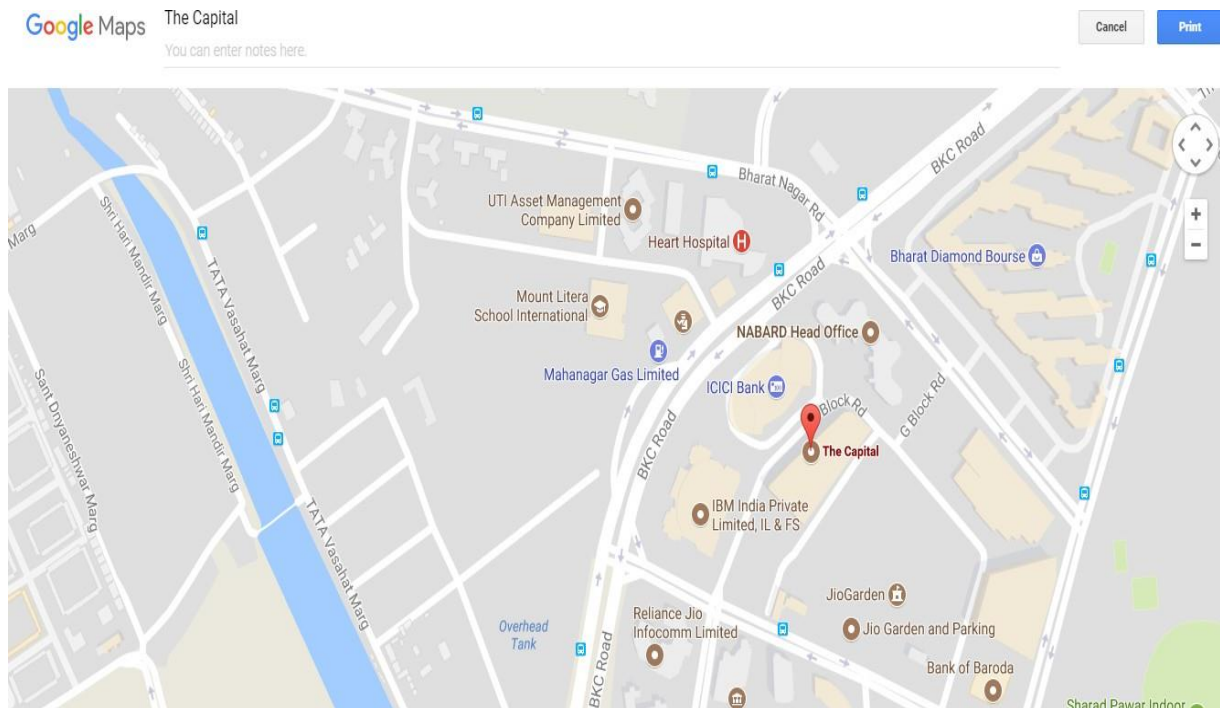 Google Maps
The Capital
You can enter notes here.
Cancel
Print
BKC Road
Bharat Nagar Rd
UTI Asset Management
Company Limited
Heart Hospital
H
Marg
Shri Hari Mandir Marg
TATA Vasahat Marg
BKC Road
Bharat Diamond Bourse
Mount Litera
School International
NABARD Head Office
Mahanagar Gas Limited
ICICI Bank
Block Rd
G Block Rd
Sant Dnyaneshwar Marg
Shri Hari Mandir Marg
BKC Road
The Capital
IBM India Private
Limited, IL & FS
TATA Vasahat Marg
JioGarden
Overhead
Tank
Reliance Jio
Infocomm Limited
Jio Garden and Parking
BKC Road
Bank of Baroda
Sharad Pawar Indoor